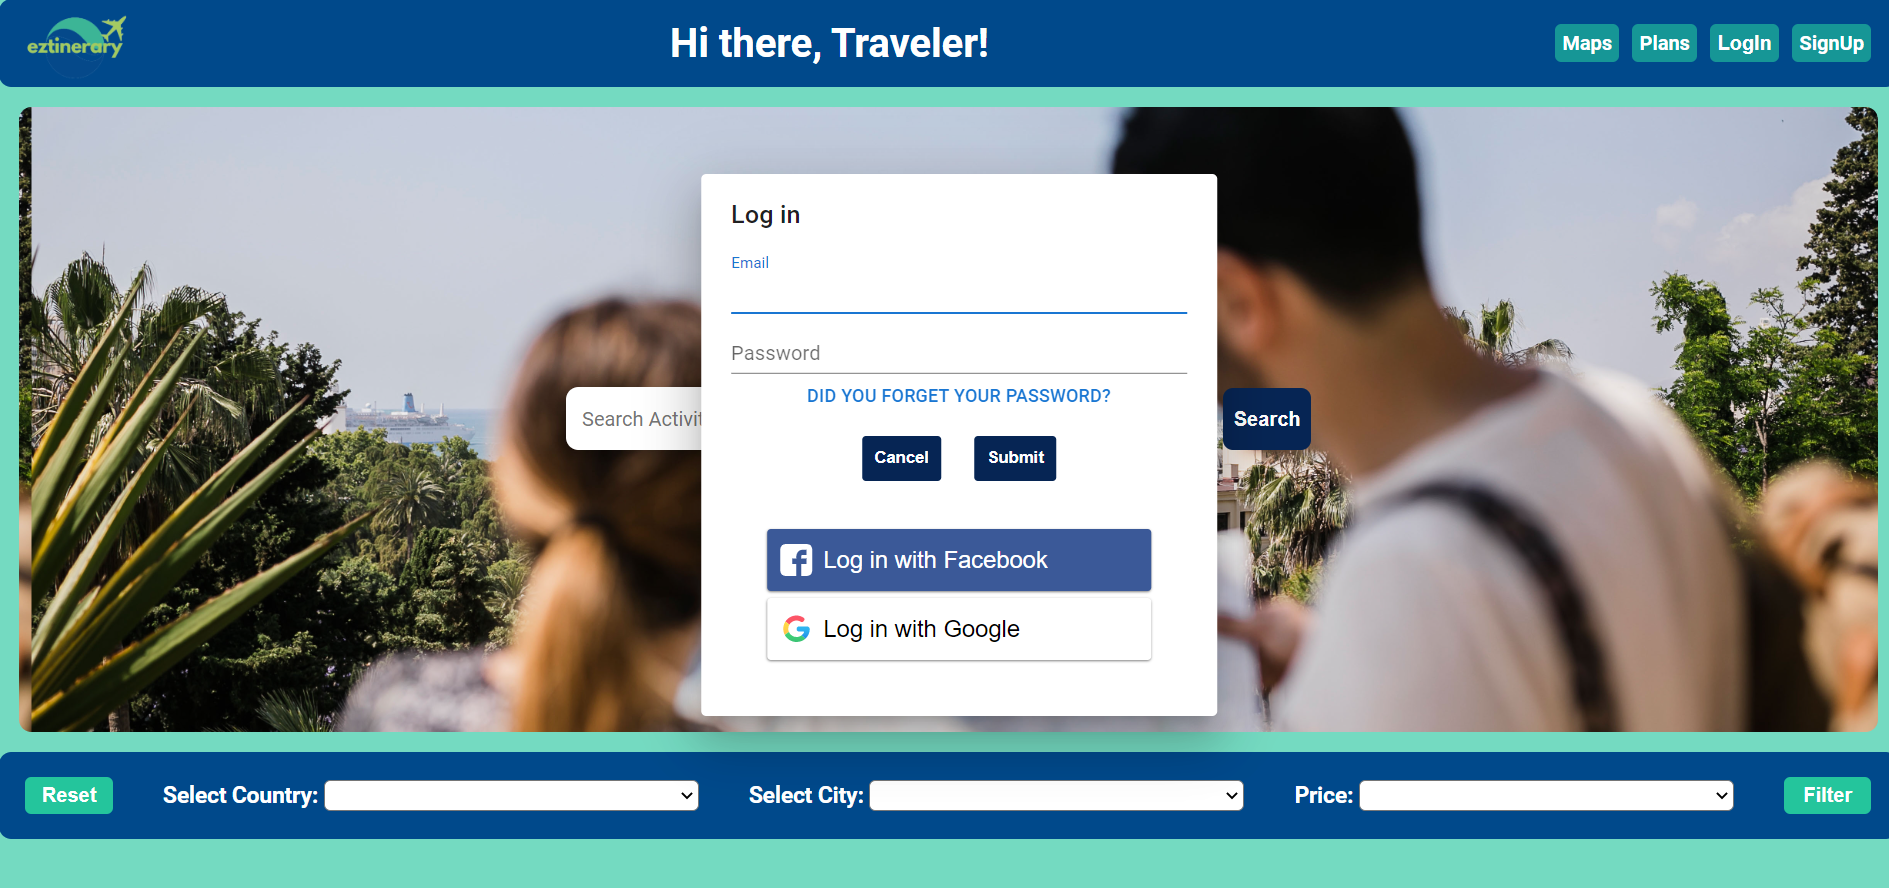 eztinerary
Hi there, Traveler!
Maps Plans LogIn SignUp
Log in
Email
Password
DID YOU FORGET YOUR PASSWORD?
Search Activit
Search
Cancel Submit
Log in with Facebook
Log in with Google
Reset Select Country: Select City: Price: Filter